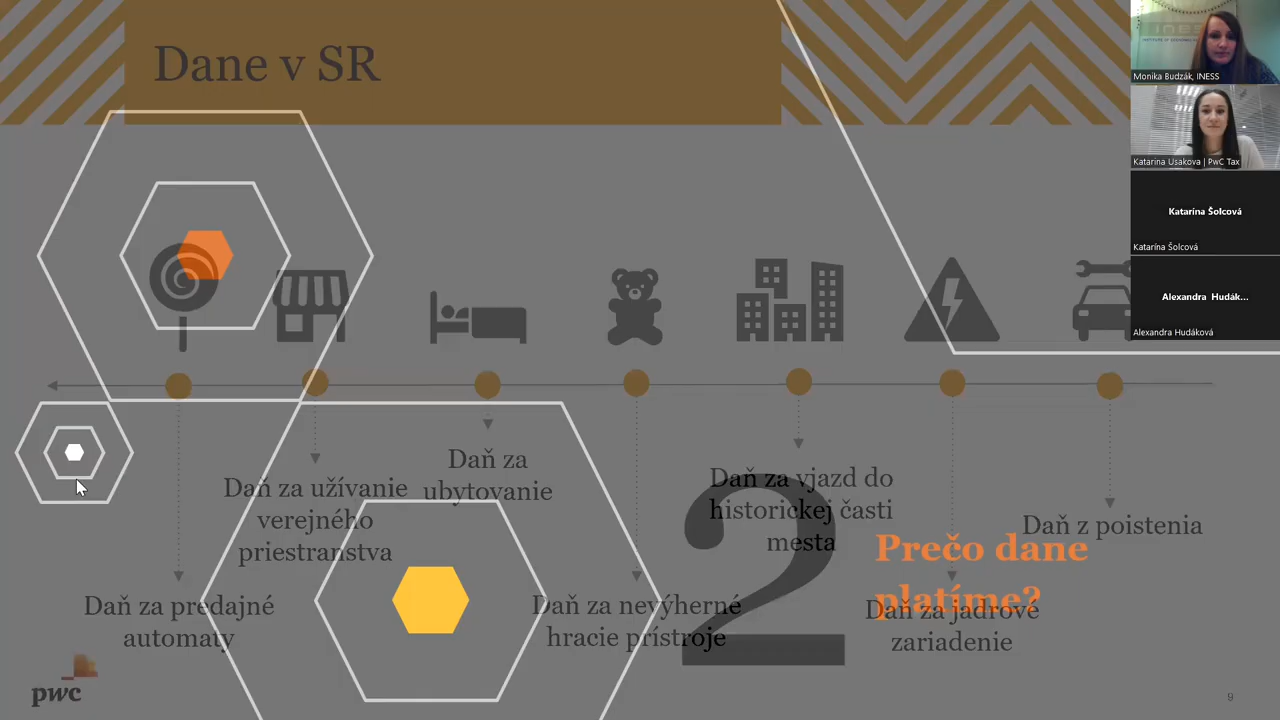 Dane v SR
Monika Budzák, INESS
Katarina Usakova | PwC Tax
Katarína Šolcová
Katarína Šolcová
Alexandra Hudák...
Alexandra Hudáková
Daň za užívanie
verejného
priestranstva
Daň za
ubytovanie
Daň za vjazd do
historickej časti
mesta
Daň z poistenia
Daň za predajné
automaty
Daň za nevýherné
hracie prístroje
2
Prečo dane
platíme?
Daň za jadrové
zariadenie
pwc
9